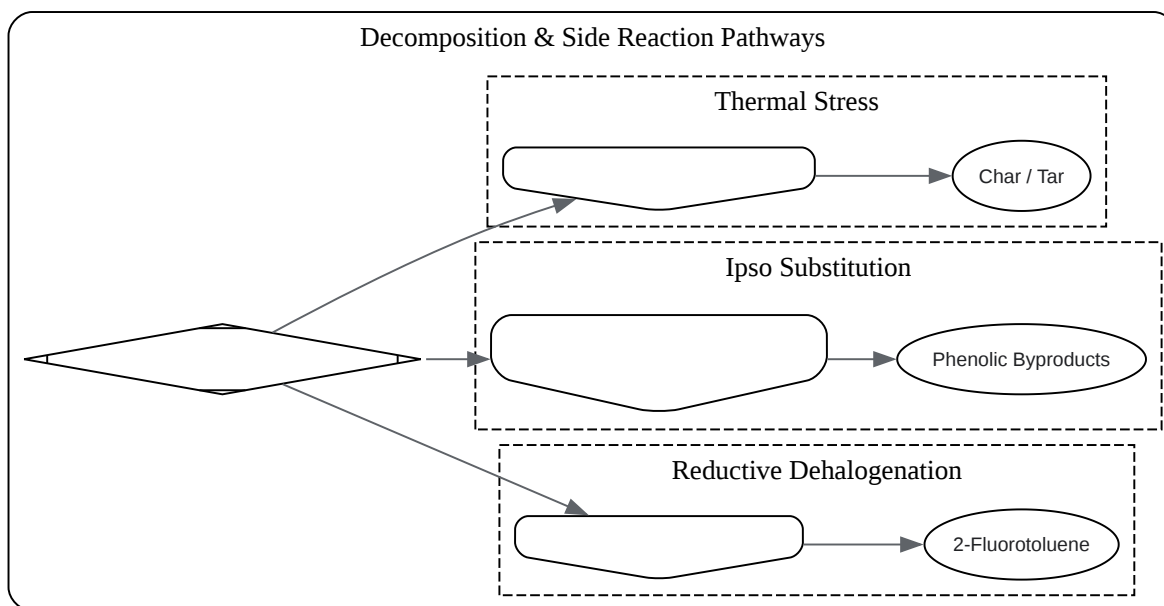 Decomposition & Side Reaction Pathways
Thermal Stress
Char / Tar
Ipso Substitution
Phenolic Byproducts
Reductive Dehalogenation
2-Fluorotoluene